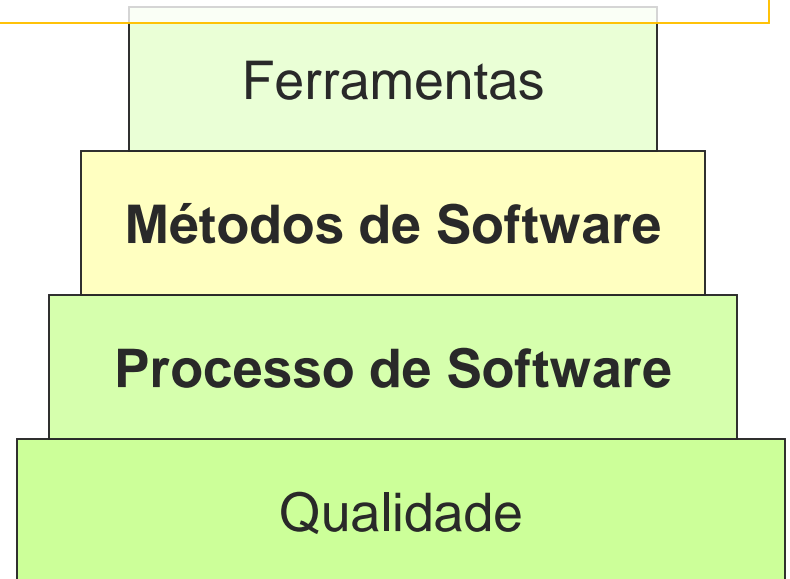 Ferramentas
Métodos de Software
Processo de Software
Qualidade